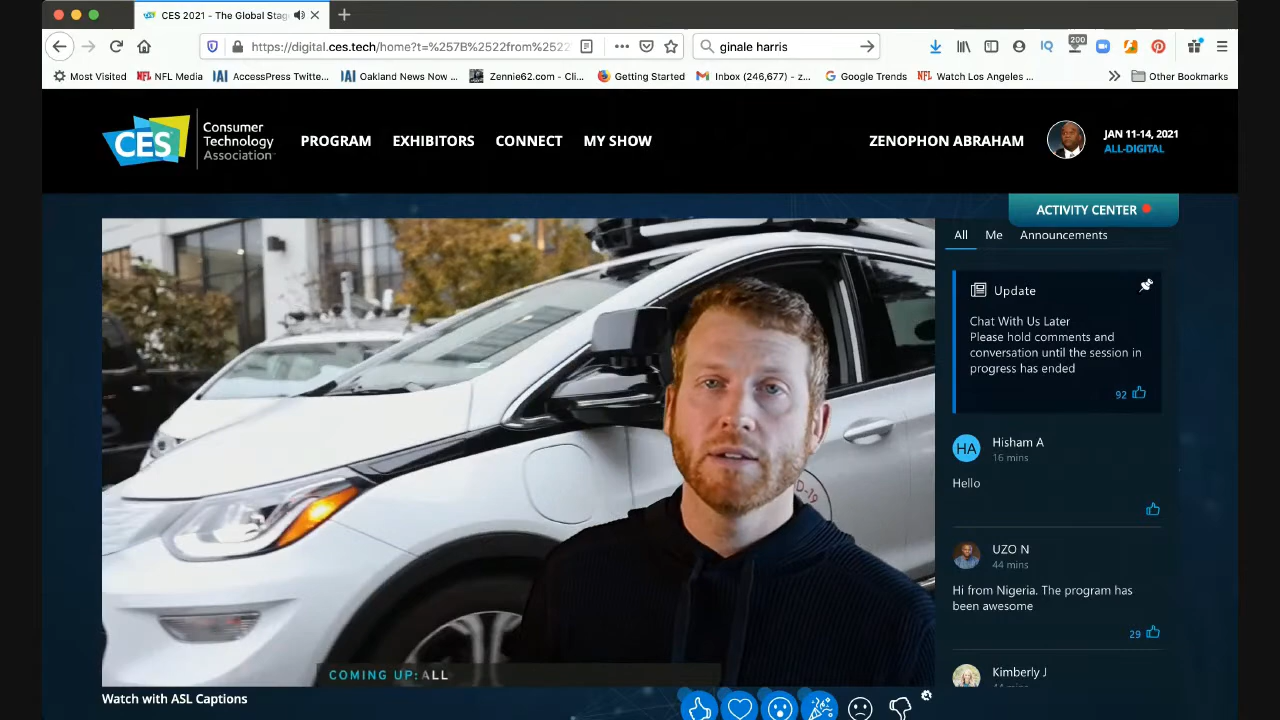 CES 2021 - The Global Stag
https://digital.ces.tech/home?t=%257B%2522from%2522
ginale harris
200
IQ
Most Visited
NFL Media
IAI AccessPress Twitte...
IAI Oakland News Now ...
Zennie62.com - Cli...
Getting Started
Inbox (246,677) – z...
Google Trends
Watch Los Angeles ...
Other Bookmarks
CES
Consumer
Technology
Association
PROGRAM
EXHIBITORS
CONNECT
MY SHOW
ZENOPHON ABRAHAM
JAN 11-14, 2021
ALL-DIGITAL
ACTIVITY CENTER
All
Me
Announcements
Update
Chat With Us Later
Please hold comments and
conversation until the session in
progress has ended
92
HA
Hisham A
16 mins
Hello
UZO N
44 mins
Hi from Nigeria. The program has
been awesome
29
Kimberly J
D-19
COMING UP: ALL
Watch with ASL Captions